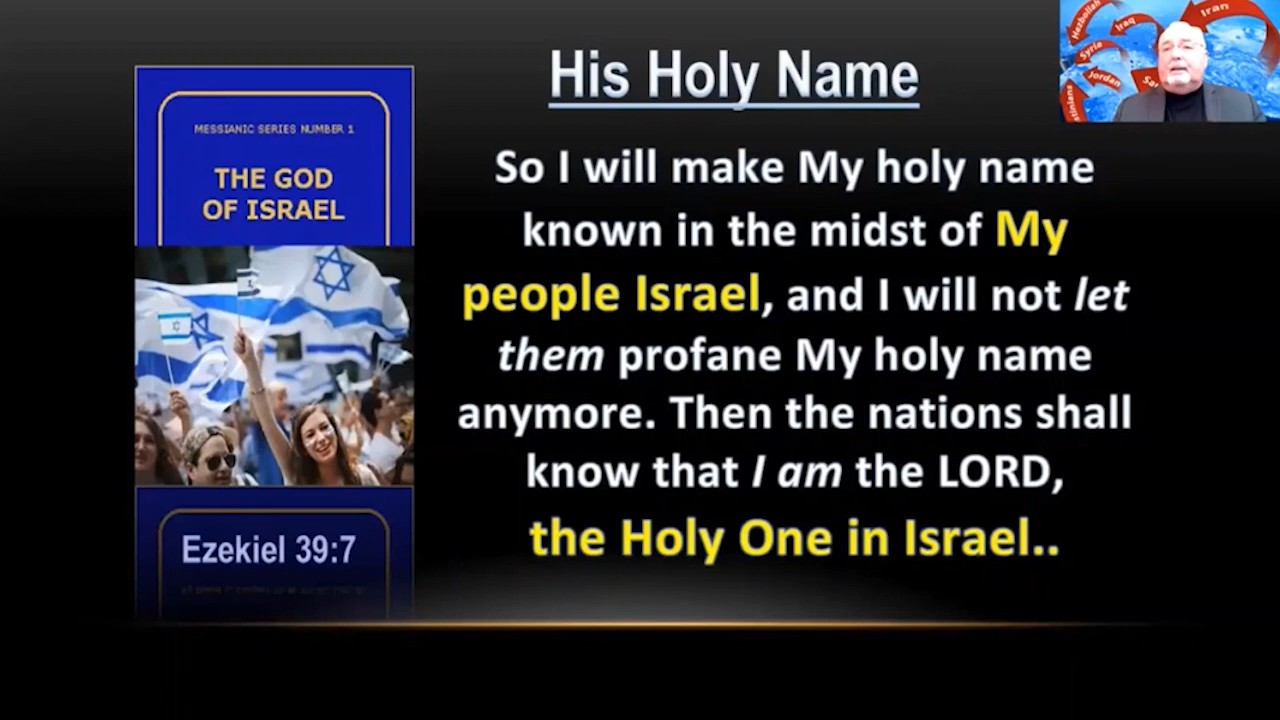 His Holy Name
MESSIANIC SERIES NUMBER 1
THE GOD
OF ISRAEL
So I will make My holy name
known in the midst of My
people Israel, and I will not let
them profane My holy name
anymore. Then the nations shall
know that I am the LORD,
the Holy One in Israel..
Ezekiel 39:7
Hezbollah
Iraq
Iran
Syria
Jordan